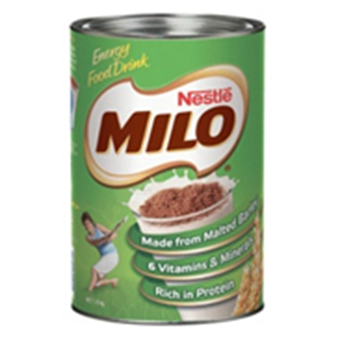 Energy
Food Drink
Nestlé
MILO
Made from Malted Barley
6 Vitamins & Minerals
Rich in Protein